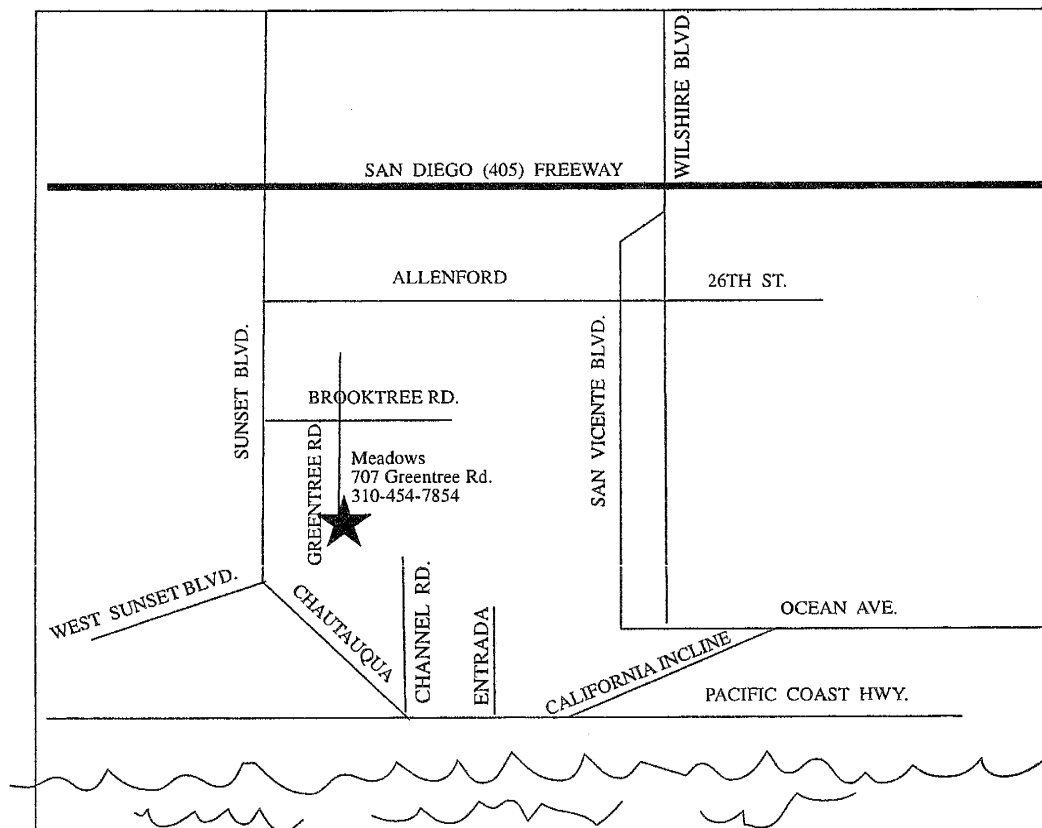 WILSHIRE BLVD.
SAN DIEGO (405) FREEWAY
ALLENFORD
26TH ST.
SUNSET BLVD.
BROOKTREE RD.
SAN VICENTE BLVD.
GREENTREE RD.
Meadows
707 Greentree Rd.
310-454-7854
WEST SUNSET BLVD.
CHAUTAUQUA
CHANNEL RD.
ENTRADA
OCEAN AVE.
CALIFORNIA INCLINE
PACIFIC COAST HWY.